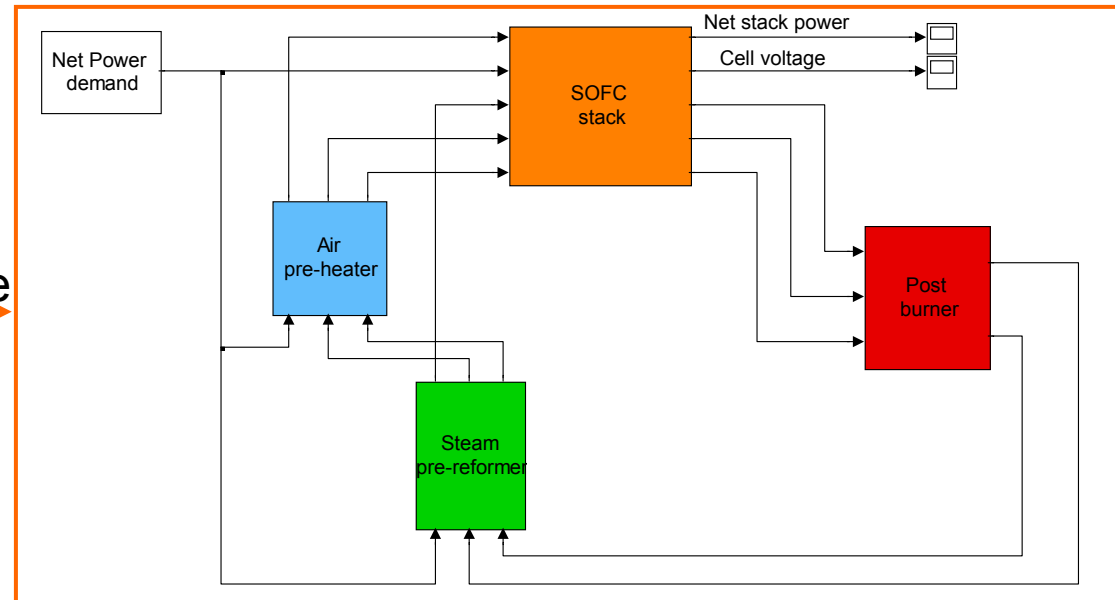 Net Power
demand
Net stack power
Cell voltage
SOFC
stack
Air
pre-heater
Post
burner
Steam
pre-reformer
e